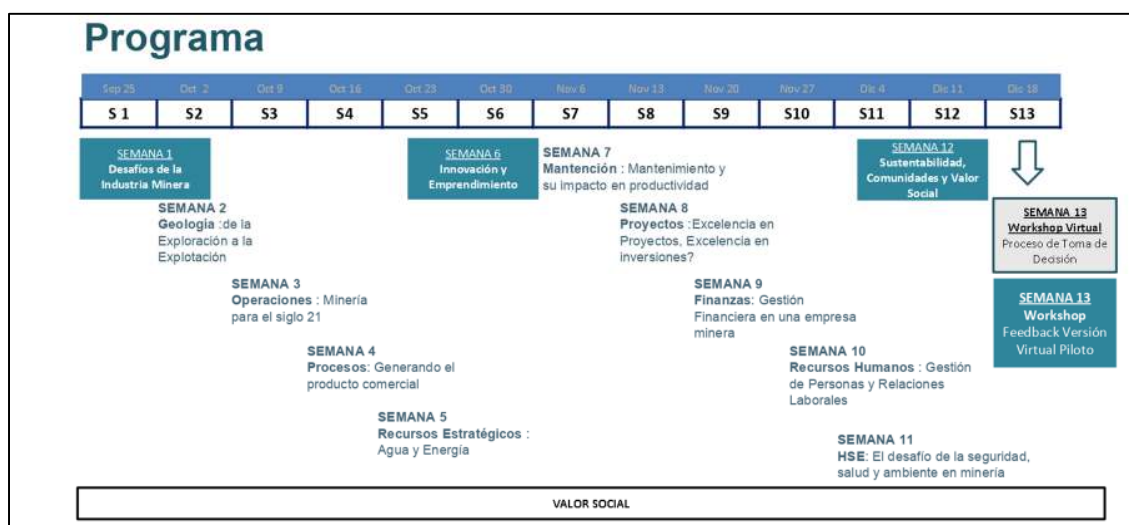 Programa
Sep 25 Oct 2 Oct 9 Oct 16 Oct 23 Oct 30 Nov 6 Nov 13 Nov 20 Nov 27 Dic 4 Dic 11 Dic 18
S 1 S2 S3 S4 S5 S6 S7 S8 S9 S10 S11 S12 S13
SEMANA 1
Desafíos de la
Industria Minera
SEMANA 2
Geología :de la
Exploración a la
Explotación
SEMANA 3
Operaciones : Minería
para el siglo 21
SEMANA 4
Procesos: Generando el
producto comercial
SEMANA 5
Recursos Estratégicos :
Agua y Energía
SEMANA 6
Innovación y
Emprendimiento
SEMANA 7
Mantención : Mantenimiento y
su impacto en productividad
SEMANA 8
Proyectos :Excelencia en
Proyectos, Excelencia en
inversiones?
SEMANA 9
Finanzas: Gestión
Financiera en una empresa
minera
SEMANA 10
Recursos Humanos : Gestión
de Personas y Relaciones
Laborales
SEMANA 11
HSE: El desafío de la seguridad,
salud y ambiente en minería
SEMANA 12
Sustentabilidad,
Comunidades y Valor
Social
SEMANA 13
Workshop Virtual
Proceso de Toma de
Decisión
SEMANA 13
Workshop
Feedback Versión
Virtual Piloto
VALOR SOCIAL